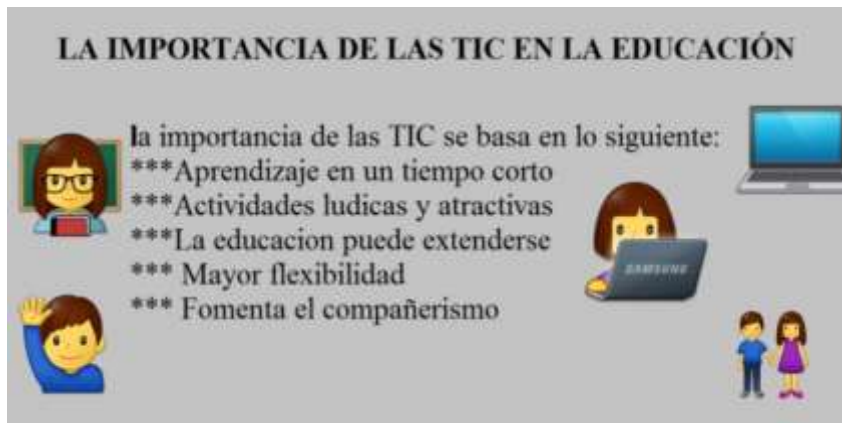 LA IMPORTANCIA DE LAS TIC EN LA EDUCACIÓN
la importancia de las TIC se basa en lo siguiente:
***Aprendizaje en un tiempo corto
***Actividades ludicas y atractivas
***La educacion puede extenderse
*** Mayor flexibilidad
*** Fomenta el compañerismo
SAMSUNG